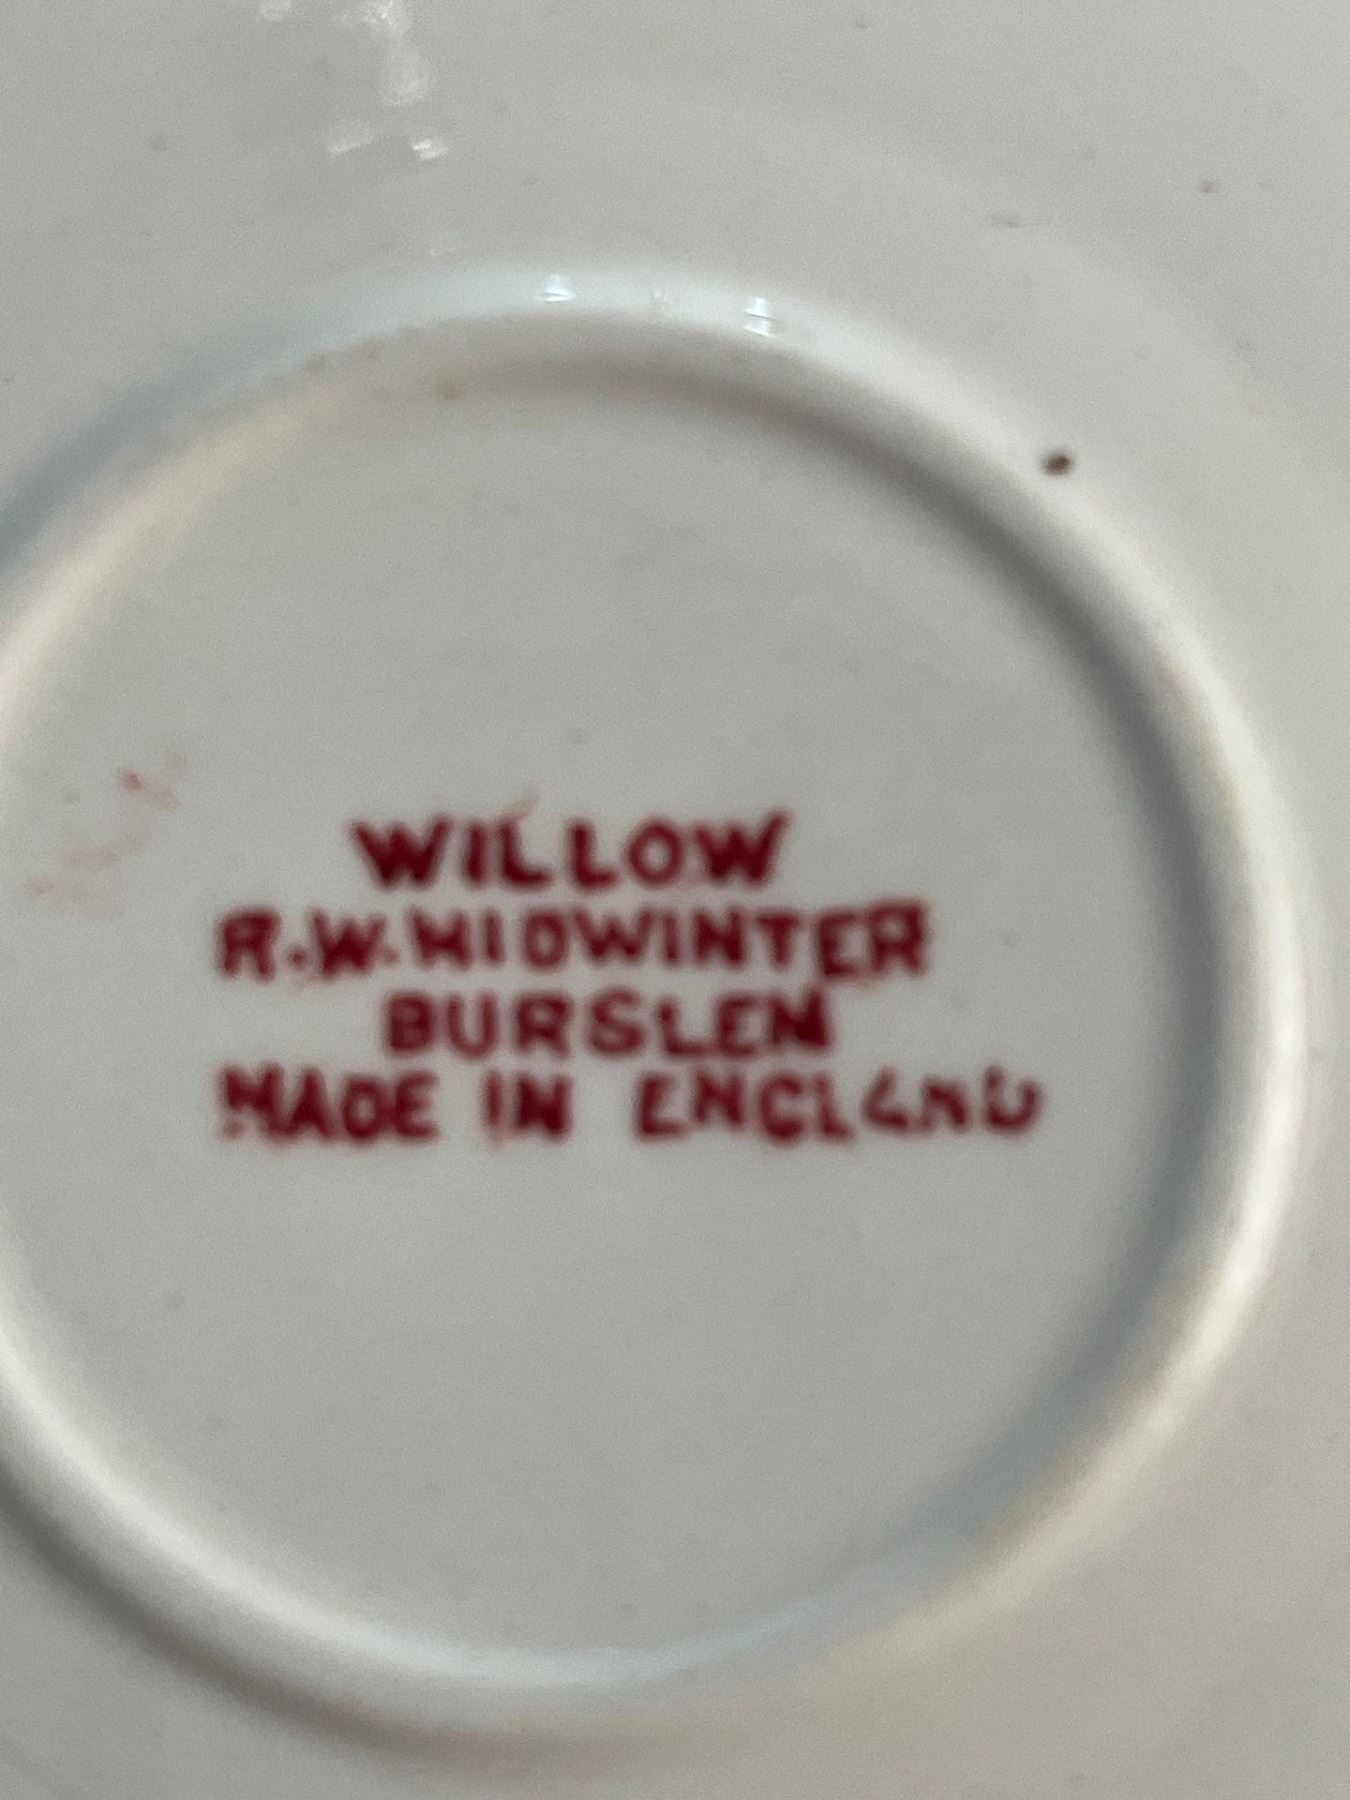 WILLOW
R.W.MIDWINTER
BURSLEM
MADE IN ENGLAND